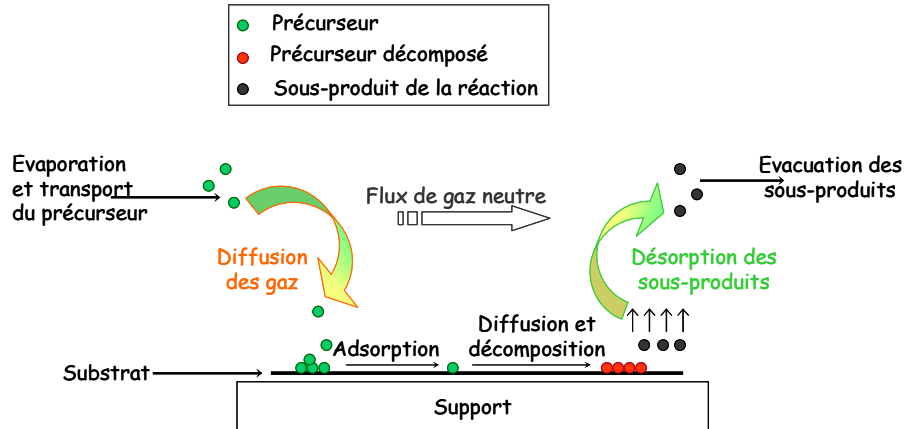 Précurseur
Précurseur décomposé
Sous-produit de la réaction
Evaporation
et transport
du précurseur
Flux de gaz neutre
Evacuation des
sous-produits
Diffusion
des gaz
Désorption des
sous-produits
Adsorption
Diffusion et
décomposition
Substrat
Support